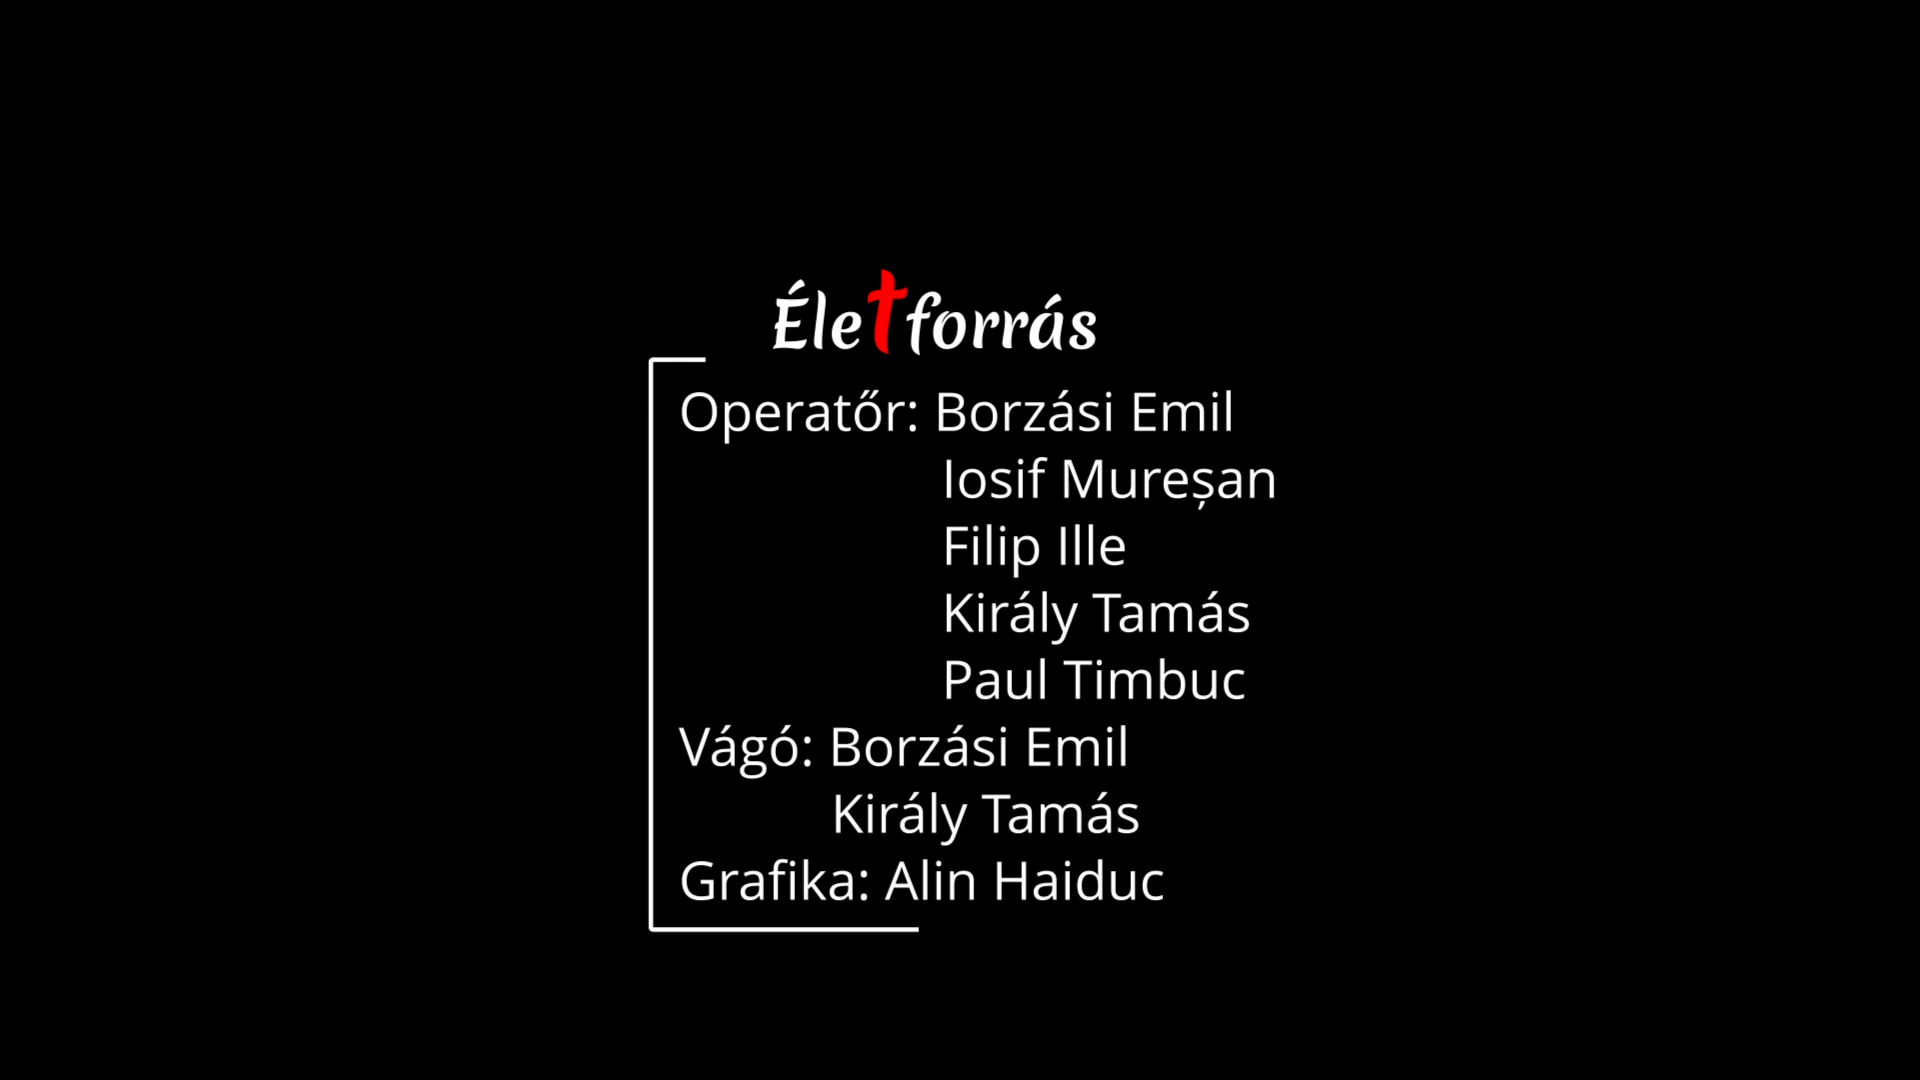 Életforrás
Operatőr: Borzási Emil
Iosif Mureșan
Filip Ille
Király Tamás
Paul Timbuc
Vágó: Borzási Emil
Király Tamás
Grafika: Alin Haiduc